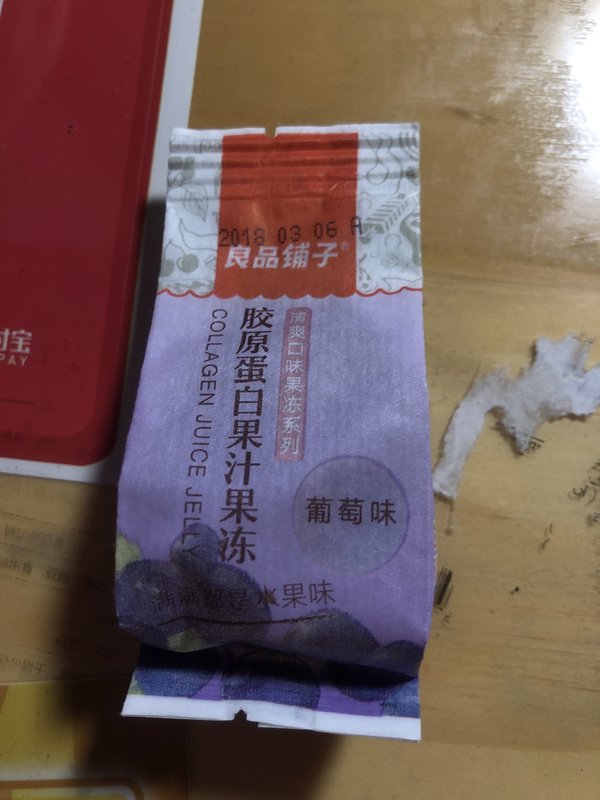 2018 03 06 A
良品铺子®
清爽口味果冻系列
胶原蛋白果汁果冻
COLLAGEN JUICE JELLY
葡萄味
满满都是水果味
付宝
PAY